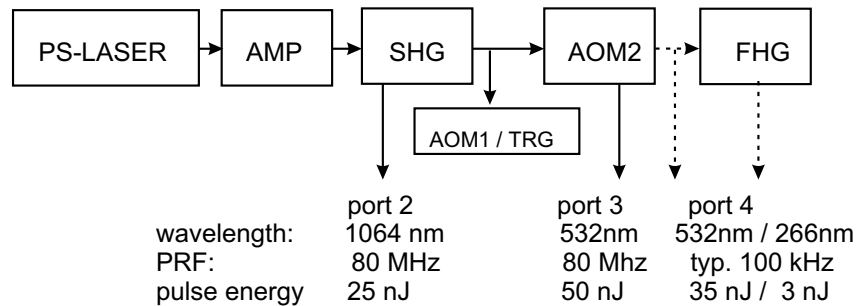 PS-LASER AMP SHG AOM2 FHG
AOM1 / TRG
port 2 port 3 port 4
wavelength: 1064 nm 532nm 532nm / 266nm
PRF: 80 MHz 80 Mhz typ. 100 kHz
pulse energy 25 nJ 50 nJ 35 nJ / 3 nJ